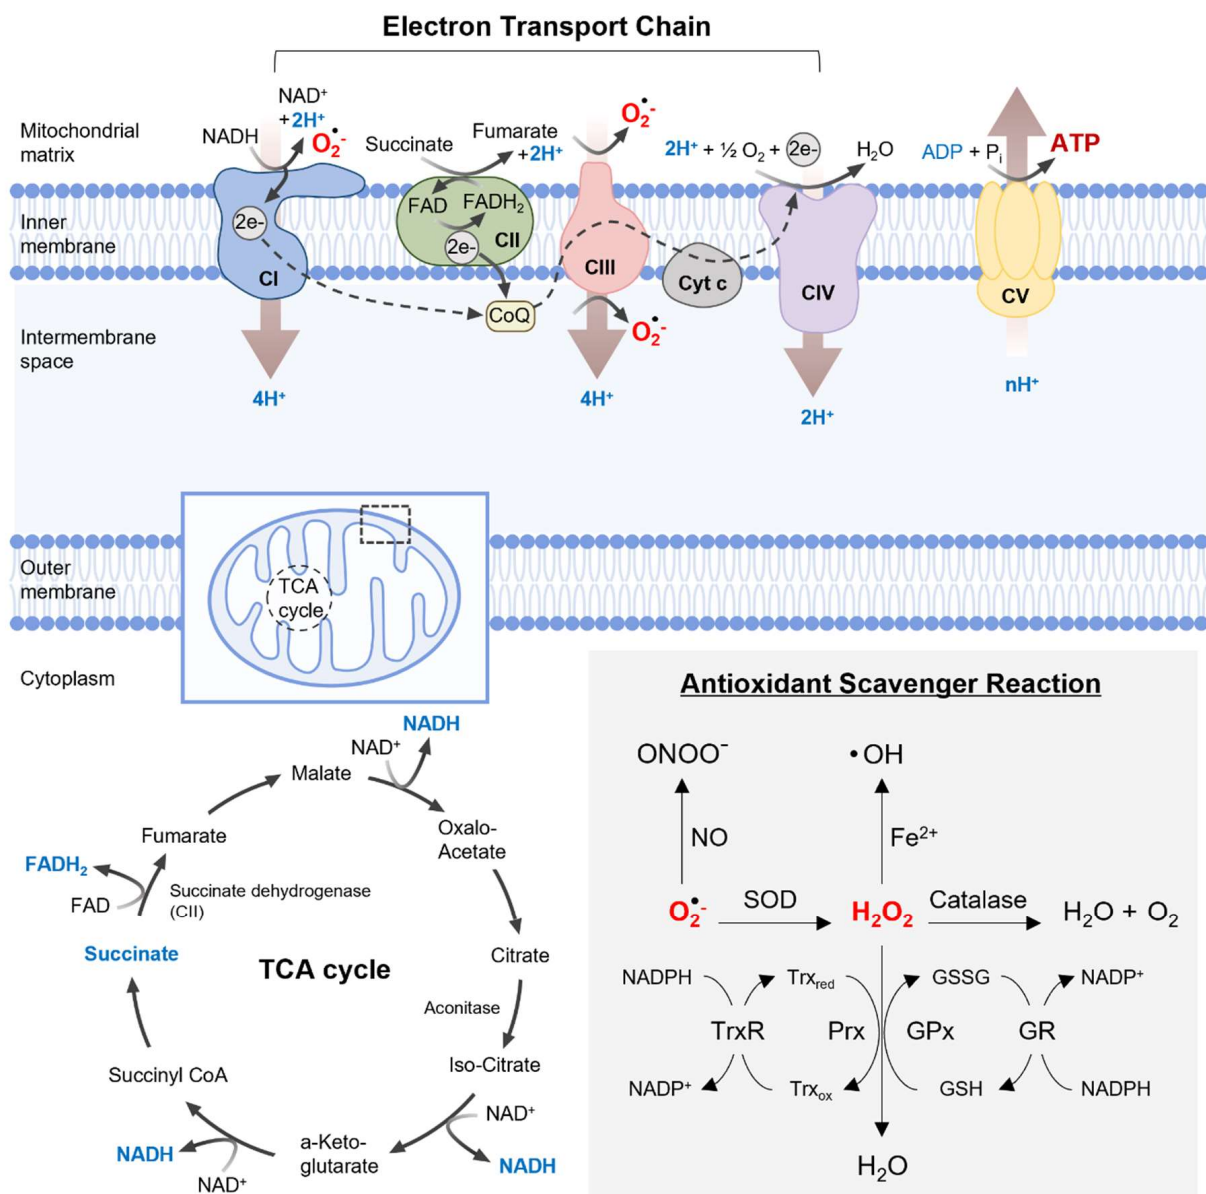 Electron Transport Chain
Mitochondrial
matrix
NADH
NAD⁺
+ 2H⁺
O₂•⁻
Succinate
Fumarate
+ 2H⁺
O₂•⁻
2H⁺ + ½ O₂ + 2e-
H₂O
ADP + Pᵢ
ATP
Inner
membrane
2e-
CI
FAD
FADH₂
2e-
CII
CoQ
CIII
Cyt c
CIV
CV
Intermembrane
space
O₂•⁻
4H⁺
4H⁺
2H⁺
nH⁺
Outer
membrane
TCA
cycle
Cytoplasm
NADH
NAD⁺
Malate
Oxalo-
Acetate
Fumarate
FADH₂
FAD
Succinate dehydrogenase
(CII)
Succinate
TCA cycle
Citrate
Aconitase
Iso-Citrate
Succinyl CoA
NAD⁺
NADH
a-Keto-
glutarate
NADH
NAD⁺
Antioxidant Scavenger Reaction
ONOO⁻
•OH
NO
Fe²⁺
O₂•⁻
SOD
H₂O₂
Catalase
H₂O + O₂
NADPH
Trx_red
GSSG
NADP⁺
TrxR
Prx
GPx
GR
NADP⁺
Trx_ox
GSH
NADPH
H₂O